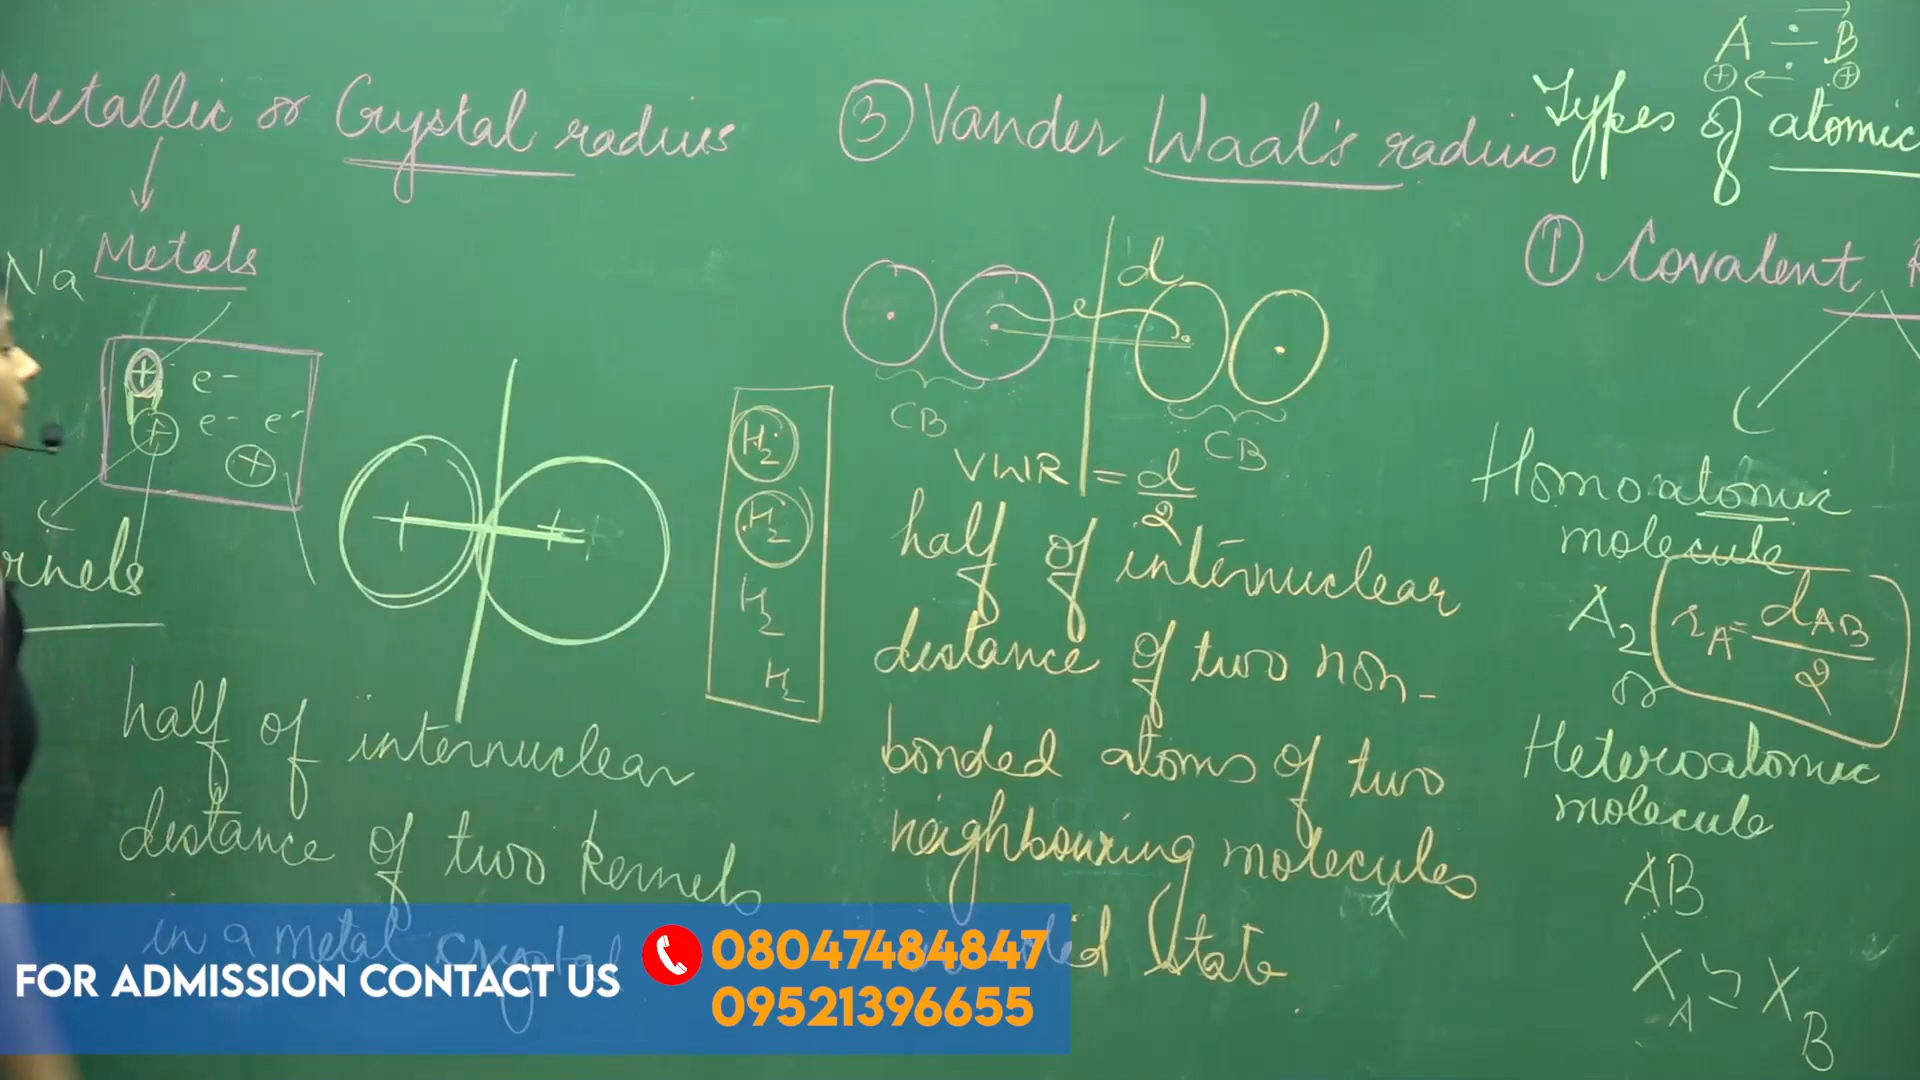 Metallic or Crystal radius
Metals
Na
+ e-
+ e- e-
+
rnels
half of internuclear
distance of two kernels
in a metal crystal
H2
H2
H2
H2
③ Vander Waal's radius
d
CB
CB
VWR = d/2
half of internuclear
distance of two non-
bonded atoms of two
neighbouring molecules
state
A B
+ e- +
Types of atomic
① Covalent
Homoatomic
molecule
A2
or
rA = dAB/2
Heteroatomic
molecule
AB
XA XB
FOR ADMISSION CONTACT US
08047484847
09521396655